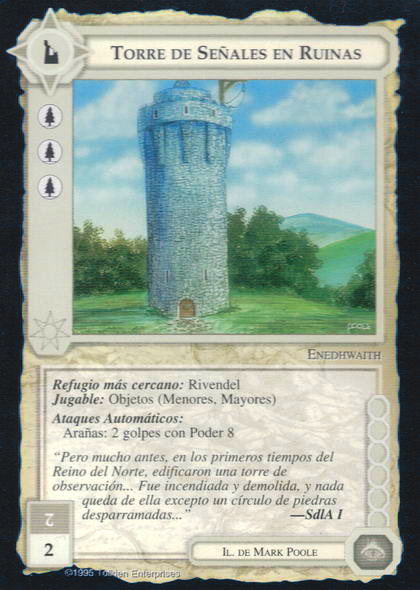 TORRE DE SEÑALES EN RUINAS
POOLE
ENEDHWAITH
Refugio más cercano: Rivendel
Jugable: Objetos (Menores, Mayores)
Ataques Automáticos:
Arañas: 2 golpes con Poder 8
“Pero mucho antes, en los primeros tiempos del
Reino del Norte, edificaron una torre de
observación... Fue incendiada y demolida, y nada
queda de ella excepto un círculo de piedras
desparramadas...” —SdlA I
2
2
IL. DE MARK POOLE
©1995 Tolkien Enterprises